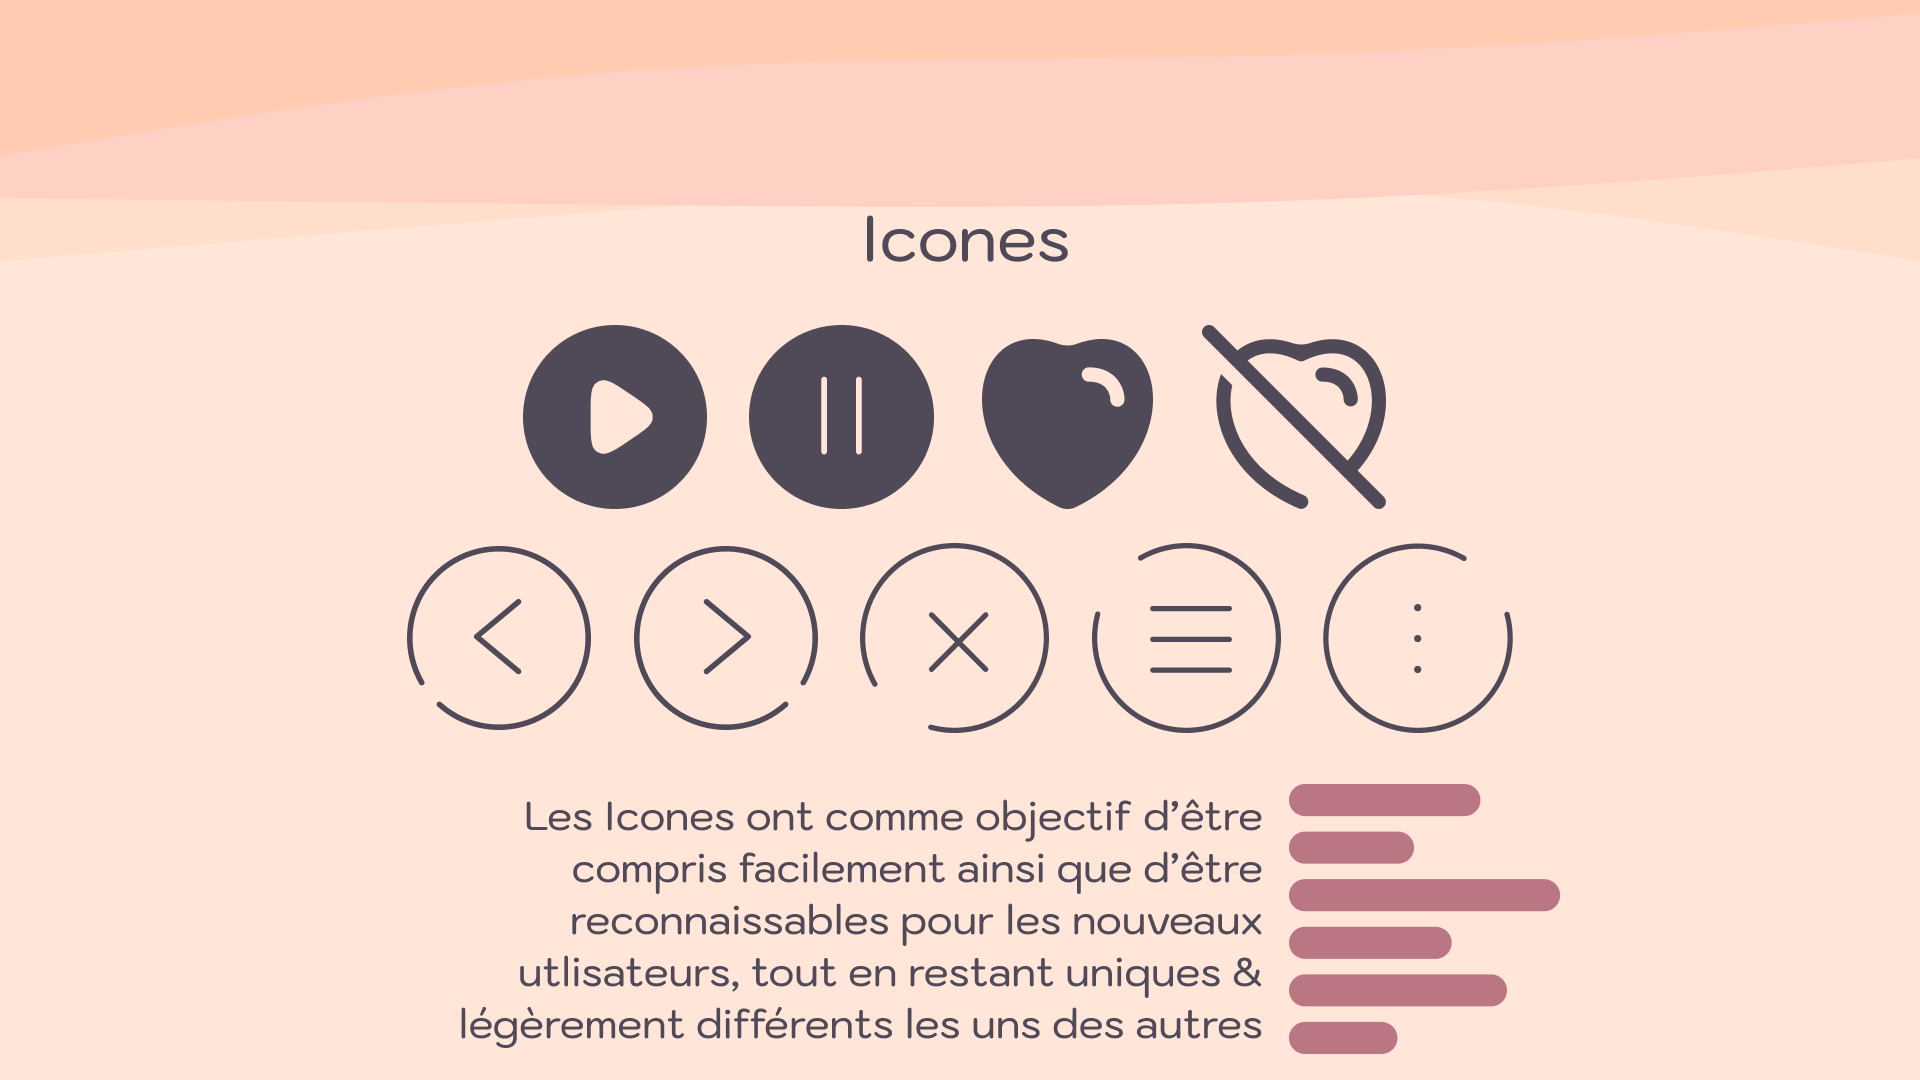 Icones
Les Icones ont comme objectif d’être
compris facilement ainsi que d’être
reconnaissables pour les nouveaux
utlisateurs, tout en restant uniques &
légèrement différents les uns des autres